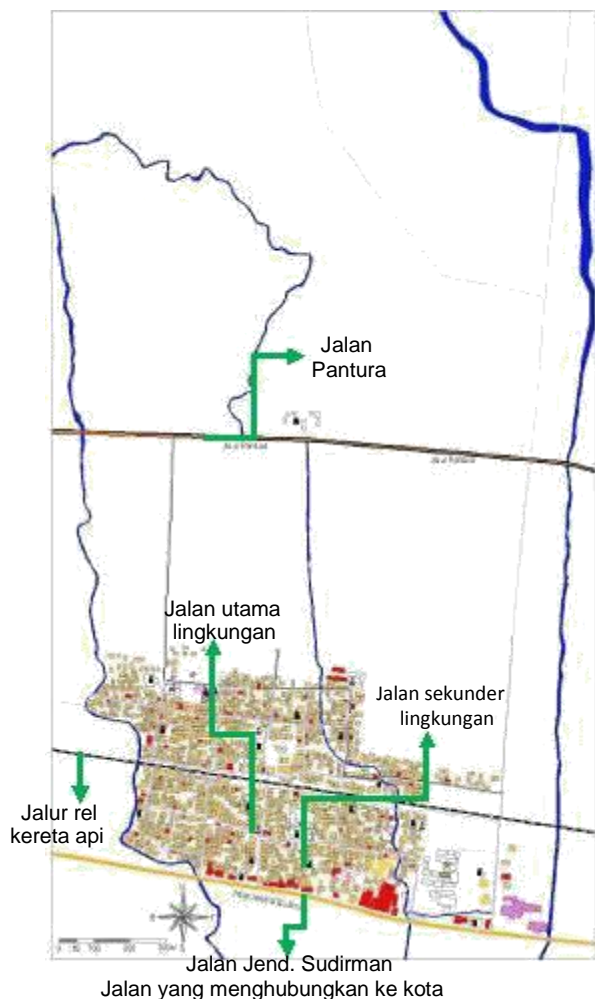 Jalan
Pantura
Jalan utama
lingkungan
Jalan sekunder
lingkungan
Jalur rel
kereta api
Jalan Jend. Sudirman
Jalan yang menghubungkan ke kota